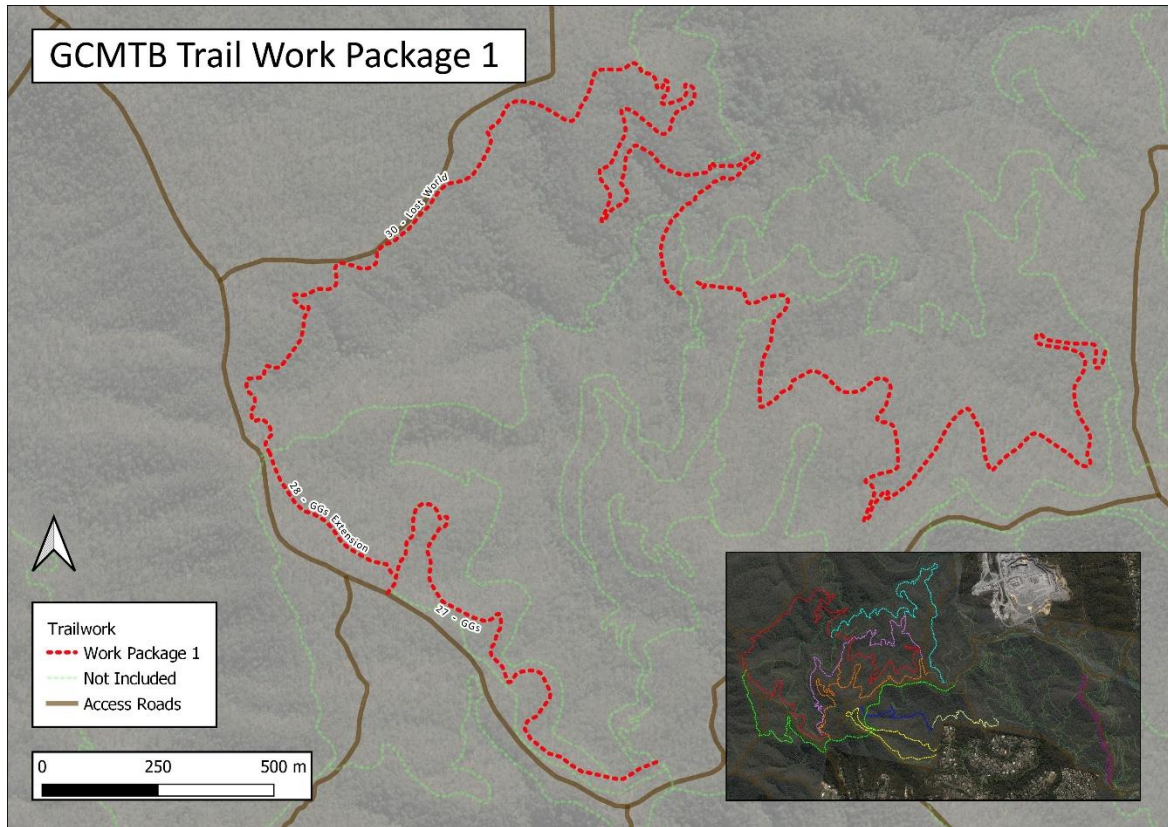 GCMTB Trail Work Package 1
30 - Lost World
28 - GGs Extension
27 - GGs
Trailwork
Work Package 1
Not Included
Access Roads
0 250 500 m